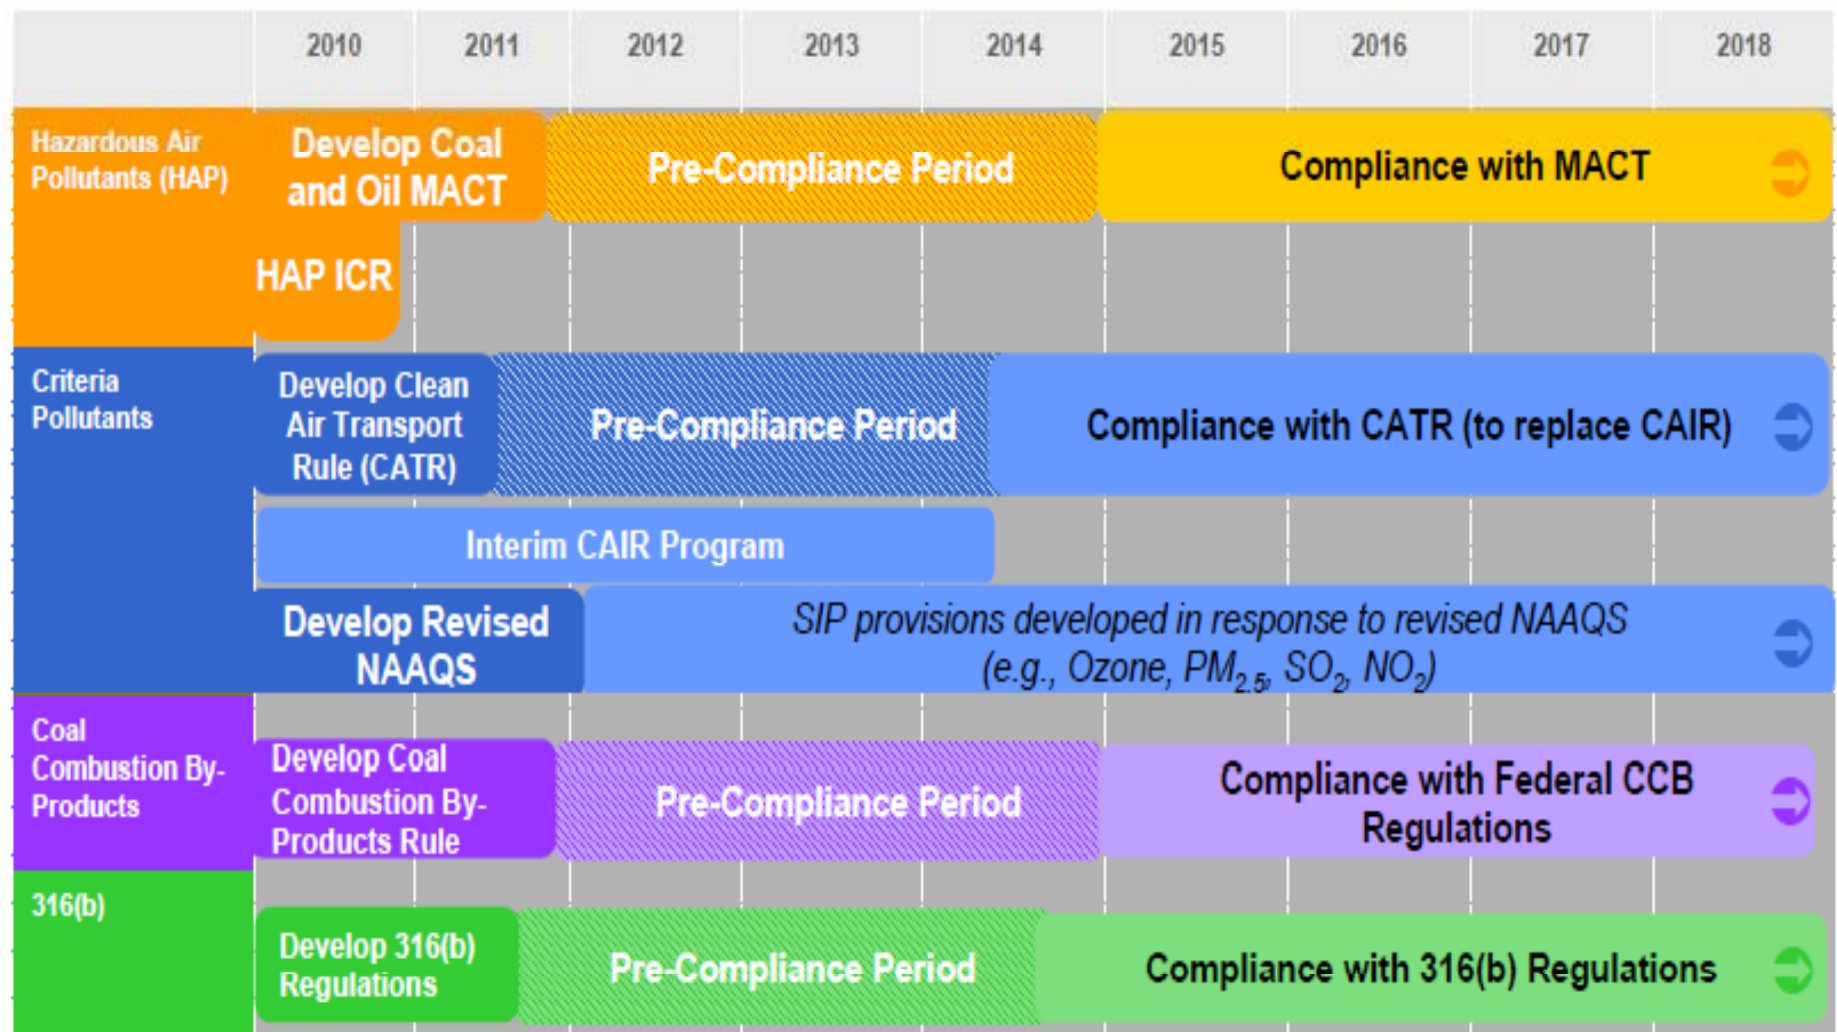 2010 2011 2012 2013 2014 2015 2016 2017 2018
Hazardous Air
Pollutants (HAP)
Develop Coal
and Oil MACT
Pre-Compliance Period
Compliance with MACT
HAP ICR
Criteria
Pollutants
Develop Clean
Air Transport
Rule (CATR)
Pre-Compliance Period
Compliance with CATR (to replace CAIR)
Interim CAIR Program
Develop Revised
NAAQS
SIP provisions developed in response to revised NAAQS
(e.g., Ozone, PM2.5, SO2, NO2)
Coal
Combustion By-
Products
Develop Coal
Combustion By-
Products Rule
Pre-Compliance Period
Compliance with Federal CCB
Regulations
316(b)
Develop 316(b)
Regulations
Pre-Compliance Period
Compliance with 316(b) Regulations